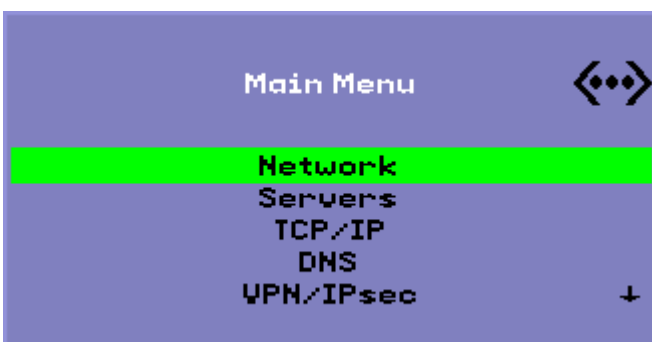 Main Menu
Network
Servers
TCP/IP
DNS
VPN/IPsec